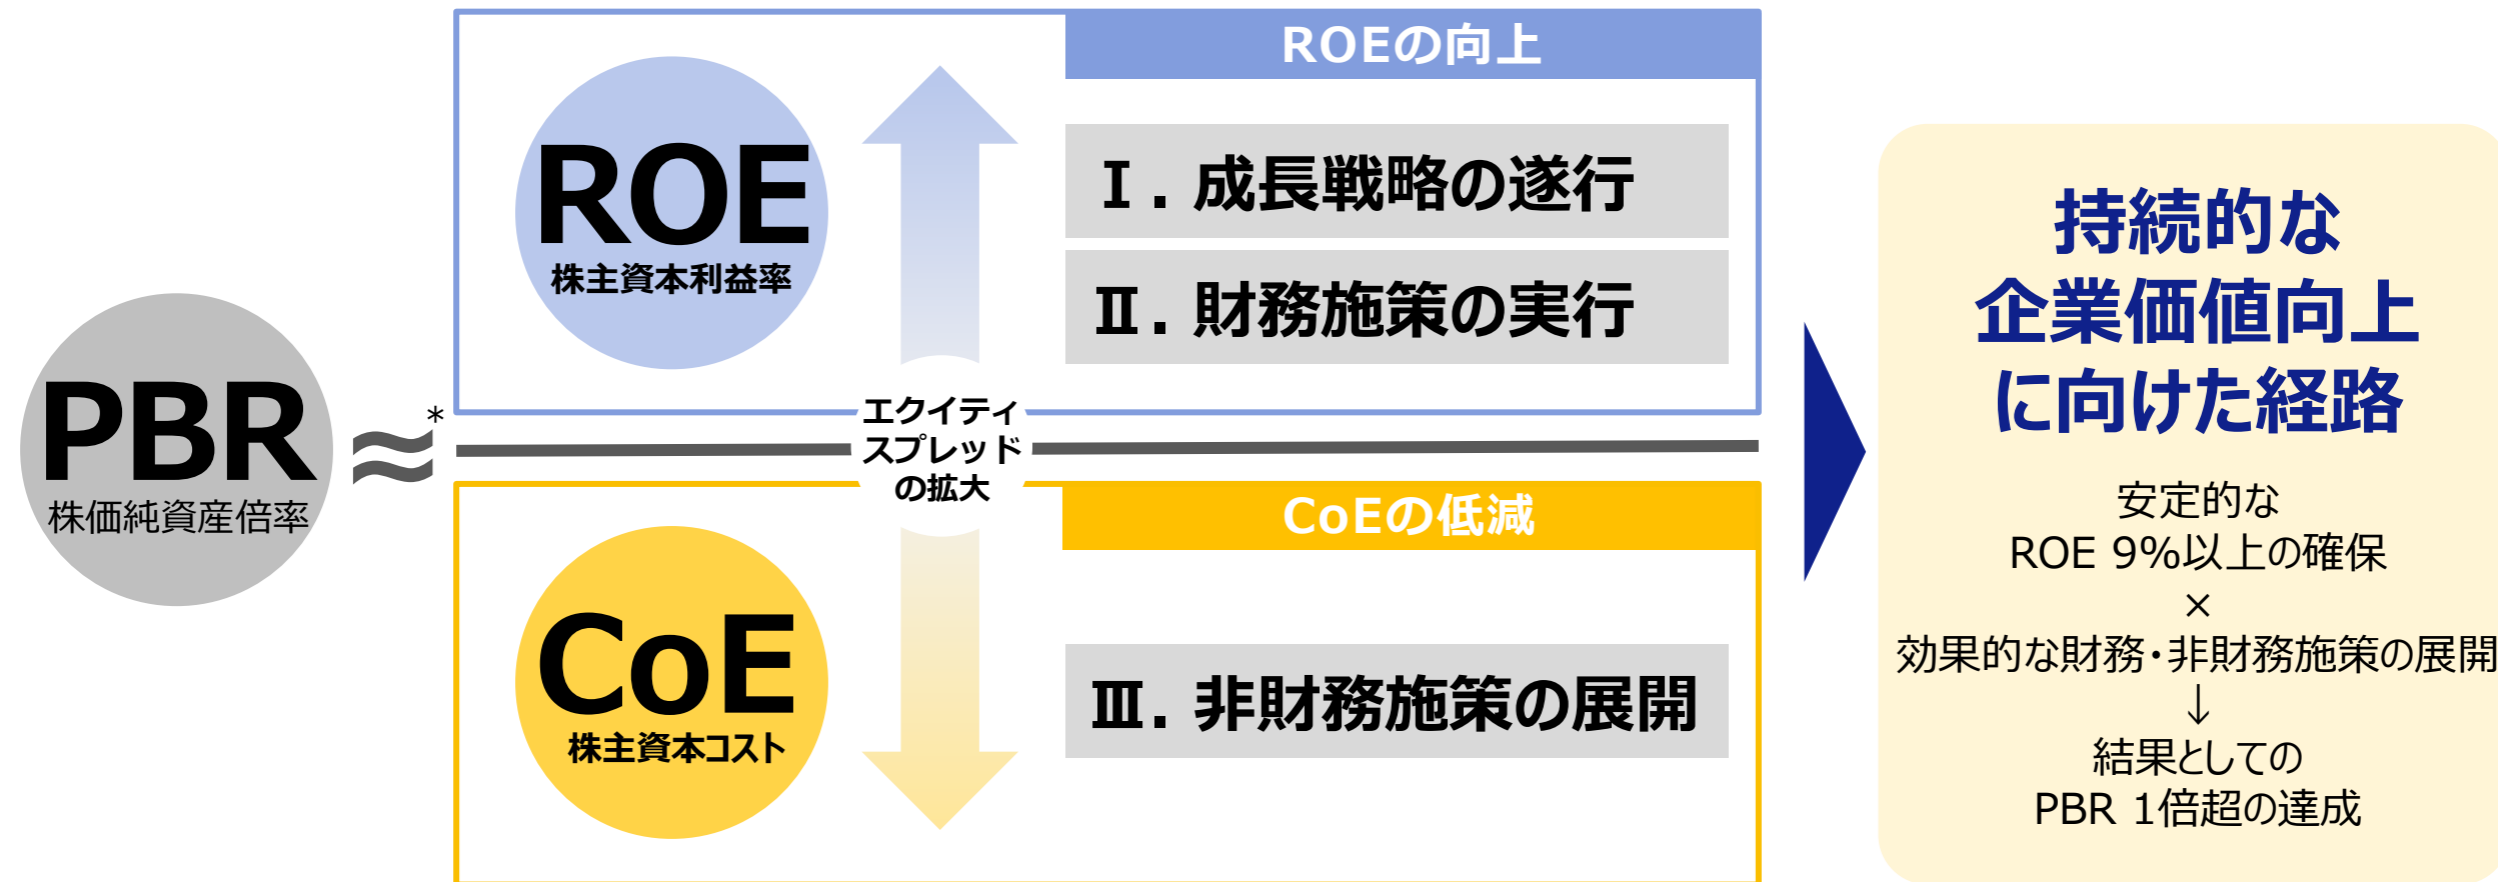 PBR
株価純資産倍率
≈
*
ROE
株主資本利益率
ROEの向上
Ⅰ. 成長戦略の遂行
Ⅱ. 財務施策の実行
エクイティ
スプレッド
の拡大
CoE
株主資本コスト
CoEの低減
Ⅲ. 非財務施策の展開
持続的な
企業価値向上
に向けた経路
安定的な
ROE 9%以上の確保
×
効果的な財務・非財務施策の展開
↓
結果としての
PBR 1倍超の達成